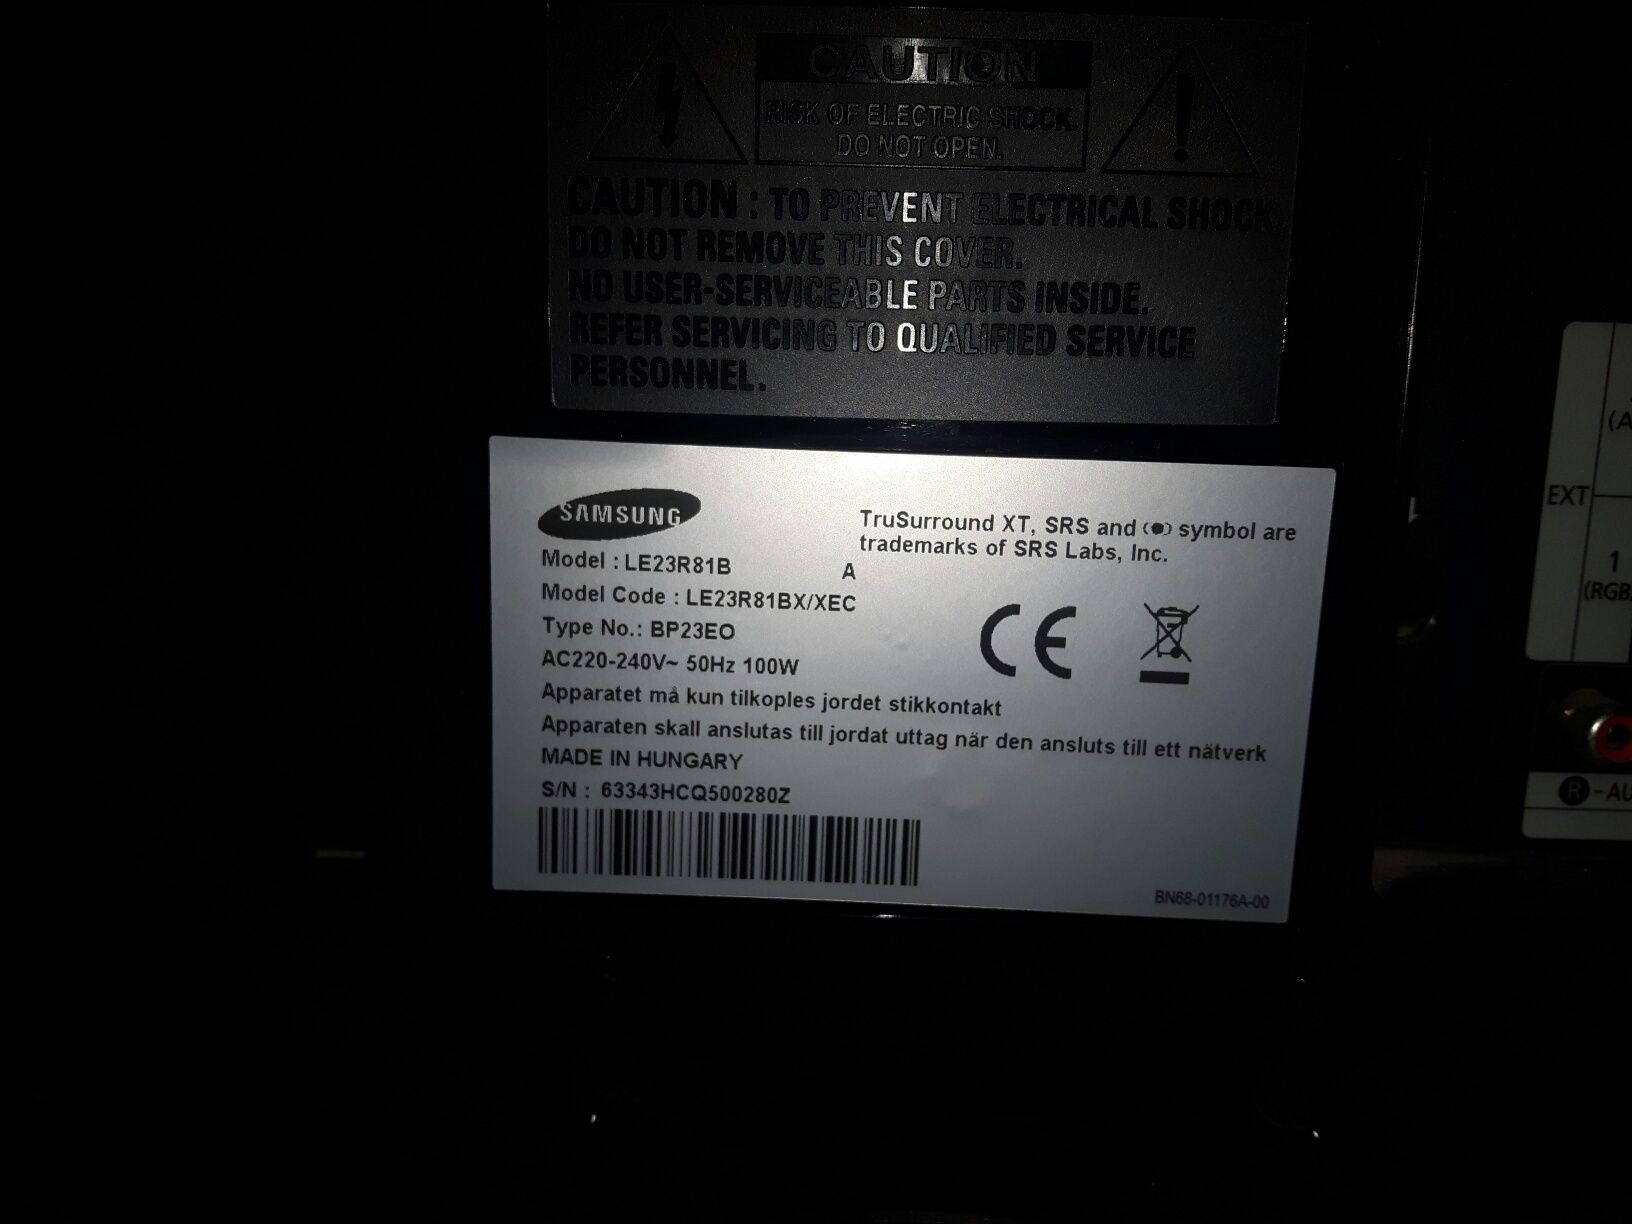 CAUTION
RISK OF ELECTRIC SHOCK.
DO NOT OPEN.
CAUTION : TO PREVENT ELECTRICAL SHOCK,
DO NOT REMOVE THIS COVER.
NO USER-SERVICEABLE PARTS INSIDE.
REFER SERVICING TO QUALIFIED SERVICE
PERSONNEL.
SAMSUNG
TruSurround XT, SRS and (●) symbol are
trademarks of SRS Labs, Inc.
Model : LE23R81B A
Model Code : LE23R81BX/XEC
Type No.: BP23EO
AC220-240V~ 50Hz 100W
Apparatet må kun tilkoples jordet stikkontakt
Apparaten skall anslutas till jordat uttag när den ansluts till ett nätverk
MADE IN HUNGARY
S/N : 63343HCQ500280Z
BN68-01176A-00
CE
EXT
(A
1
(RGB
R-AU